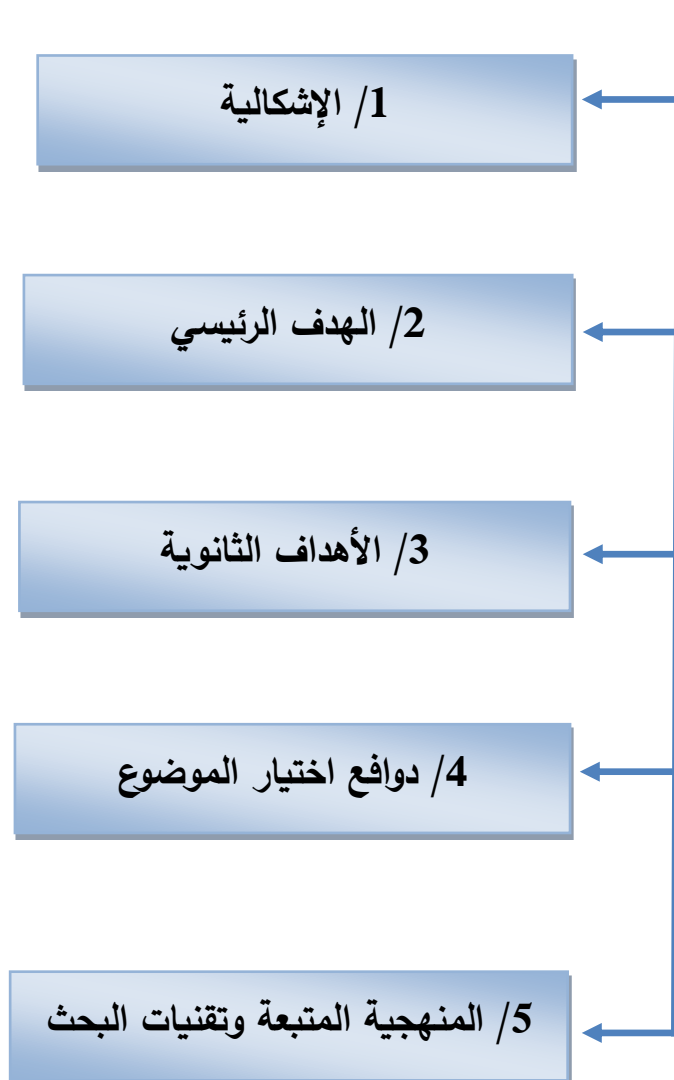 1/ الإشكالية
2/ الهدف الرئيسي
3/ الأهداف الثانوية
4/ دوافع اختيار الموضوع
5/ المنهجية المتبعة وتقنيات البحث